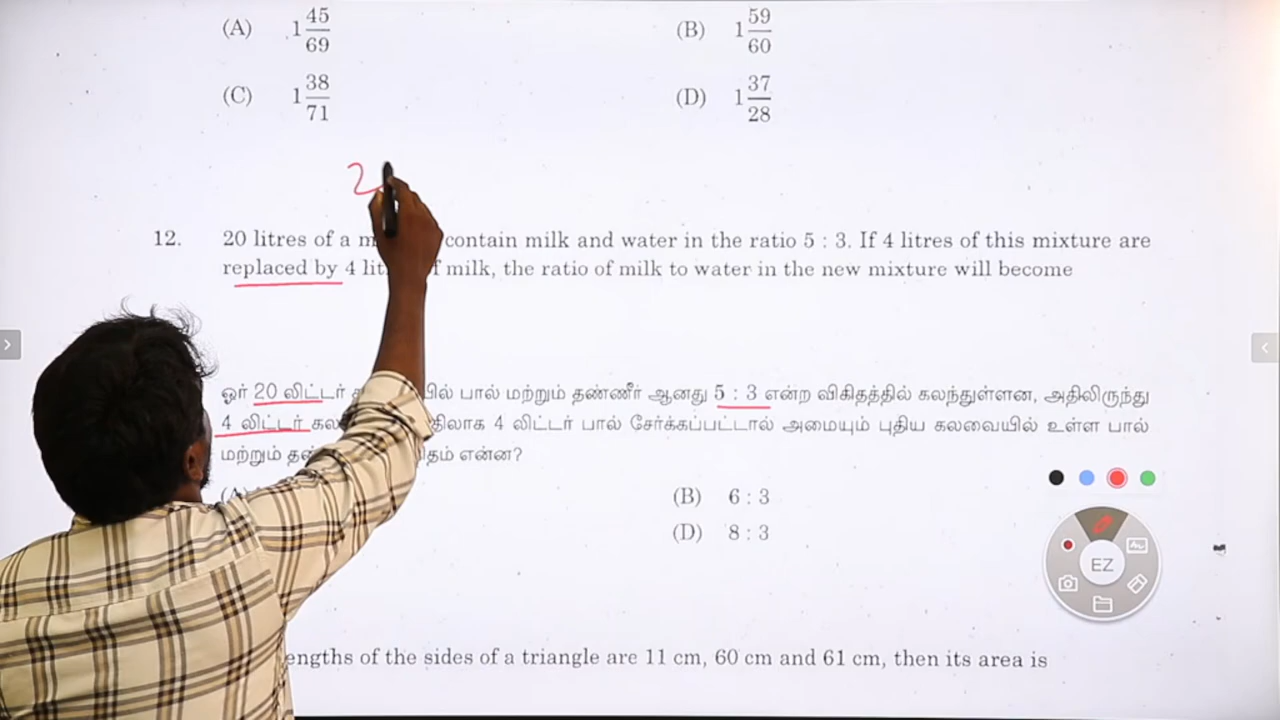 (A) 1 45/69 (B) 1 59/60
(C) 1 38/71 (D) 1 37/28
2
12. 20 litres of a contain milk and water in the ratio 5 : 3. If 4 litres of this mixture are
replaced by 4 of milk, the ratio of milk to water in the new mixture will become
ஓர் 20 லிட்டர் பால் மற்றும் தண்ணீர் ஆனது 5 : 3 என்ற விகிதத்தில் கலந்துள்ளன, அதிலிருந்து
4 லிட்டர் 4 லிட்டர் பால் சேர்க்கப்பட்டால் அமையும் புதிய கலவையில் உள்ள பால்
மற்றும் என்ன?
(B) 6 : 3
(D) 8 : 3
EZ
of the sides of a triangle are 11 cm, 60 cm and 61 cm, then its area is